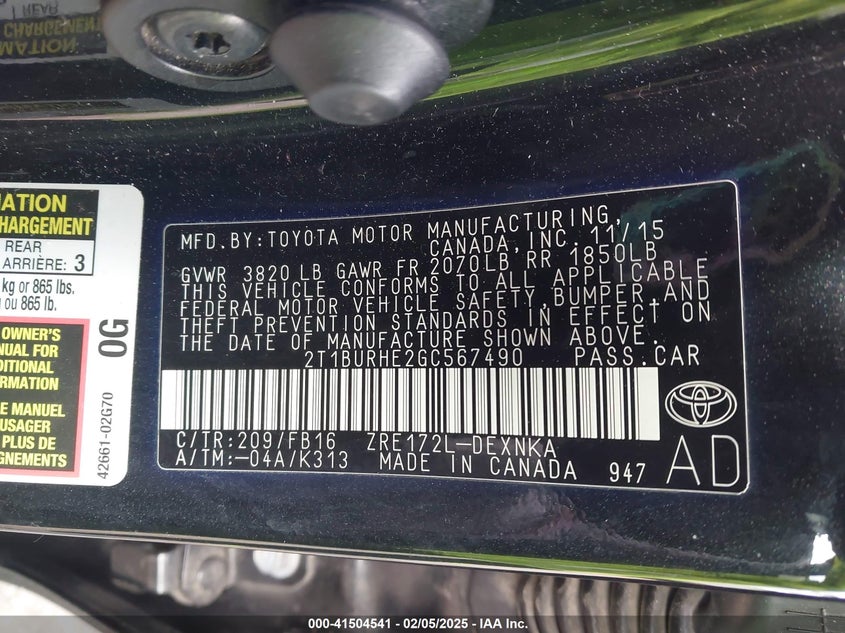 1 REAR
CHARGEMENT
MATION
MFD. BY: TOYOTA MOTOR MANUFACTURING,
CANADA, INC. 11/15
GVWR 3820 LB GAWR FR 2070LB, RR 1850LB
THIS VEHICLE CONFORMS TO ALL APPLICABLE
FEDERAL MOTOR VEHICLE SAFETY, BUMPER, AND
THEFT PREVENTION STANDARDS IN EFFECT ON
THE DATE OF MANUFACTURE SHOWN ABOVE.
2T1BURHE2GC567490 PASS. CAR
C/TR: 209/FB16 ZRE172L-DEXNKA
A/TM: -04A/K313 MADE IN CANADA 947
AD
HARGEMENT
REAR
ARRIÈRE: 3
kg or 865 lbs.
ou 865 lb.
OWNER'S
NUAL FOR
DITIONAL
RMATION
E MANUEL
USAGER
PLUS DE
GNEMENTS
0G
42661-02G70
000-41504541 - 02/05/2025 - IAA Inc.